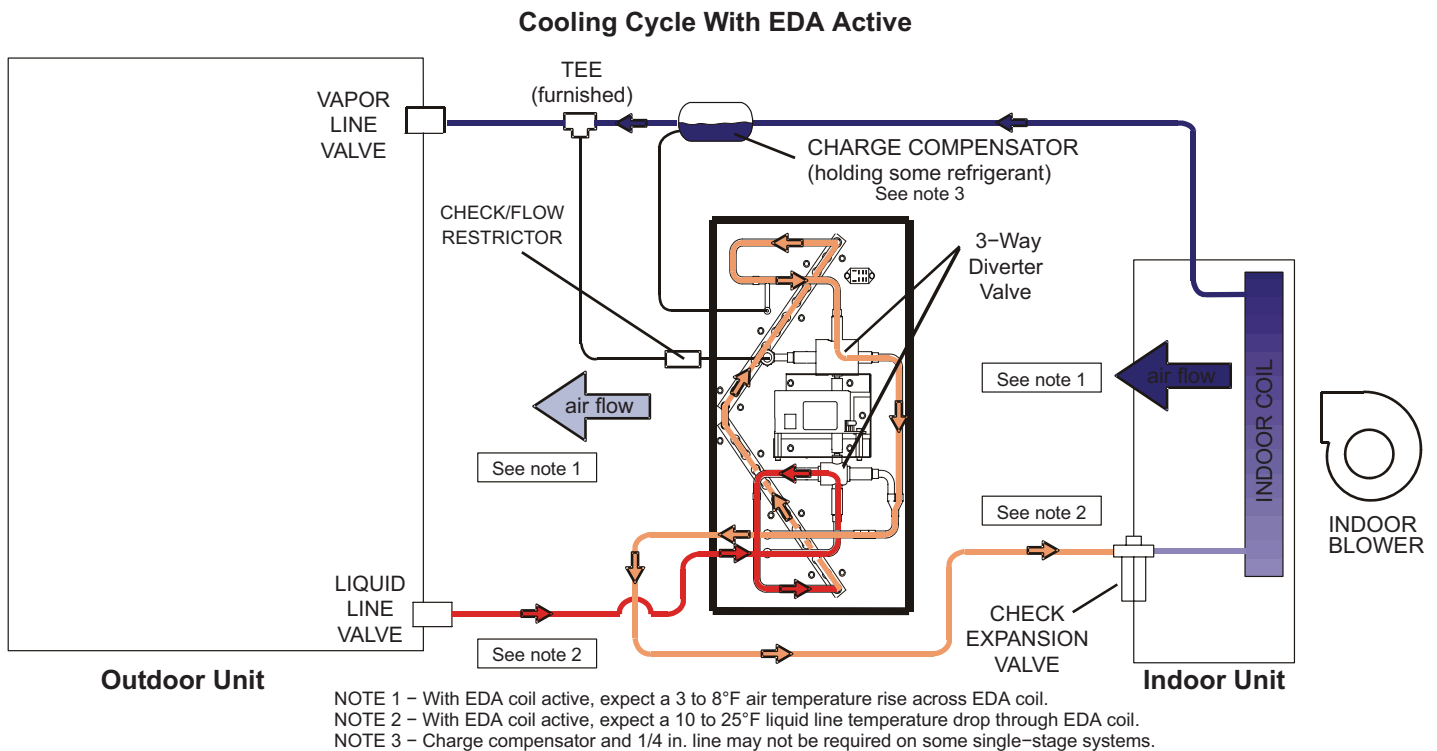 Cooling Cycle With EDA Active
VAPOR
LINE
VALVE
TEE
(furnished)
CHARGE COMPENSATOR
(holding some refrigerant)
See note 3
CHECK/FLOW
RESTRICTOR
3−Way
Diverter
Valve
air flow
See note 1
See note 1
air flow
INDOOR COIL
INDOOR
BLOWER
See note 2
LIQUID
LINE
VALVE
See note 2
CHECK
EXPANSION
VALVE
Outdoor Unit
Indoor Unit
NOTE 1 − With EDA coil active, expect a 3 to 8°F air temperature rise across EDA coil.
NOTE 2 − With EDA coil active, expect a 10 to 25°F liquid line temperature drop through EDA coil.
NOTE 3 − Charge compensator and 1/4 in. line may not be required on some single−stage systems.